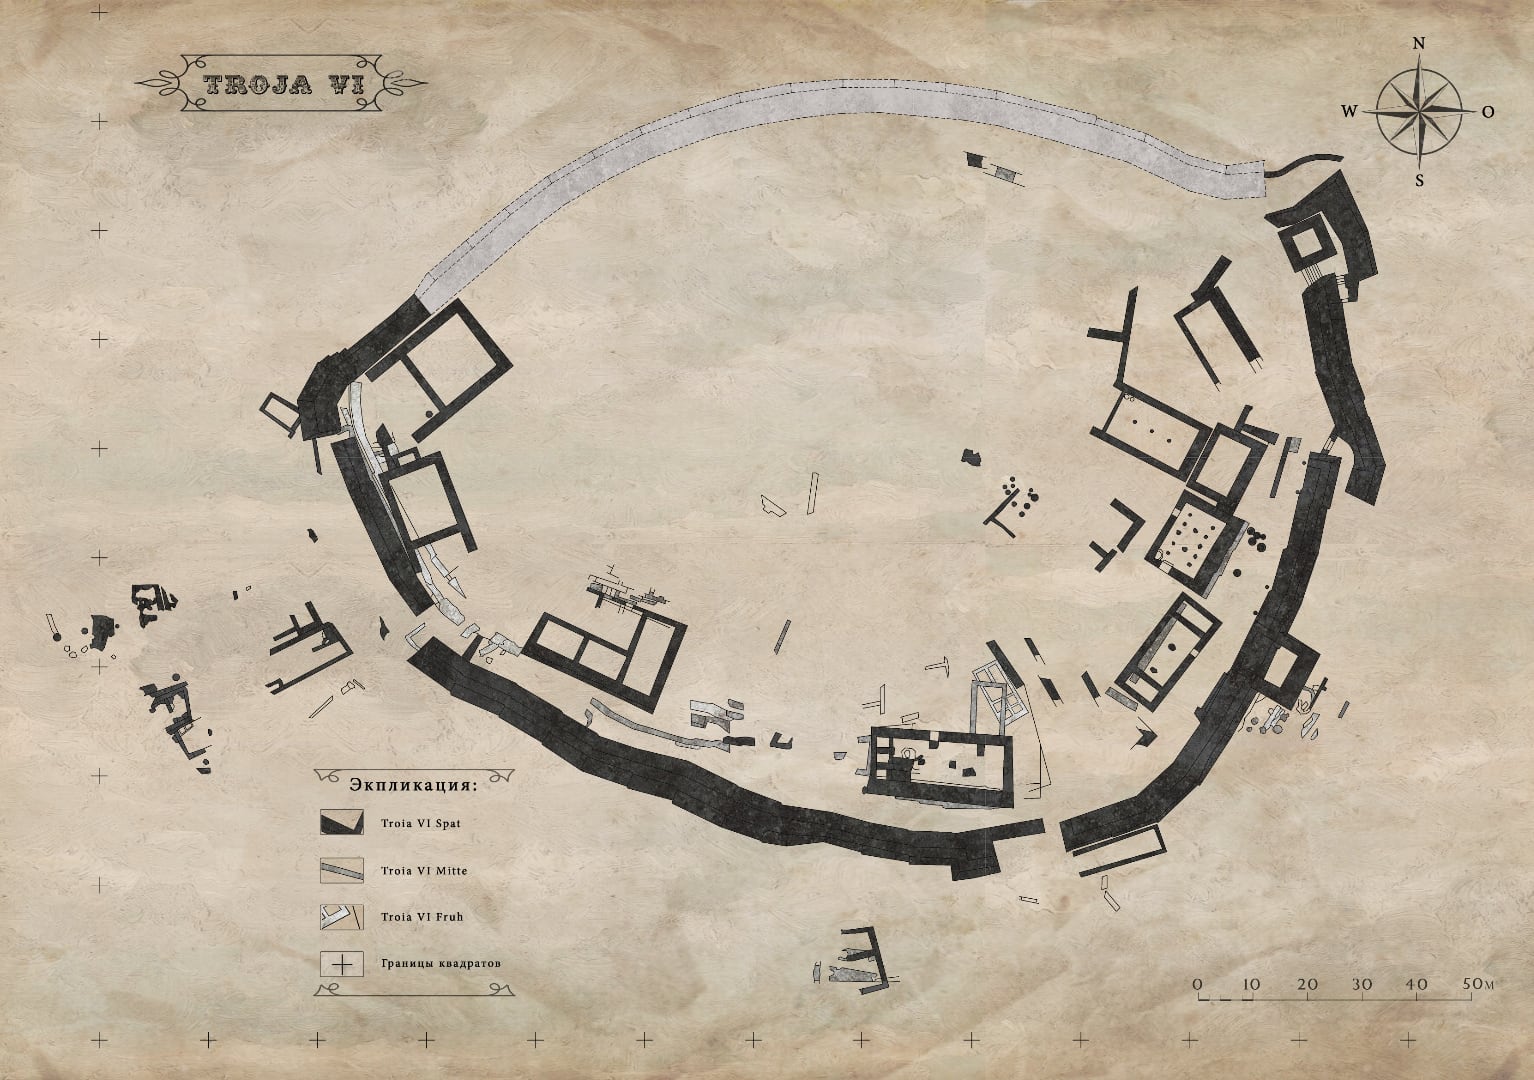 TROJA VI
N
W
O
S
Экпликация:
Troia VI Spat
Troia VI Mitte
Troia VI Fruh
Границы квадратов
0 10 20 30 40 50м